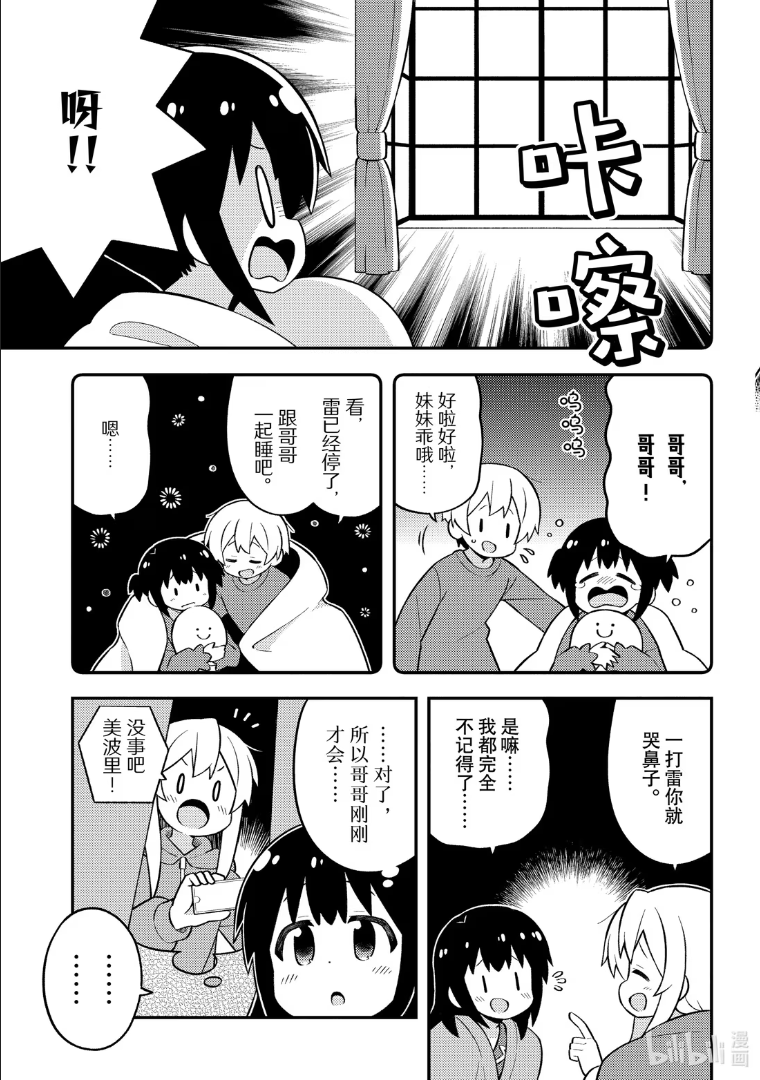 咔
嚓
呀!!
哥哥，
哥哥！
呜呜呜
好啦好啦，
妹妹乖哦……
看，
雷已经停了，
跟哥哥
一起睡吧。
嗯……
一打雷你就
哭鼻子。
是嘛……
我都完全
不记得了……
……对了，
所以哥哥刚刚
才会……
没事吧
美波里！
…………
bilibili
漫画